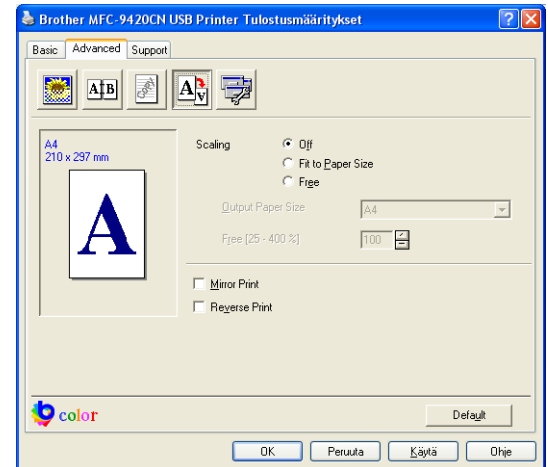 Brother MFC-9420CN USB Printer Tulostusmääritykset
Basic Advanced Support
A B
A A
A4
210 x 297 mm
A
Scaling
Off
Fit to Paper Size
Free
Output Paper Size
A4
Free [25 - 400 %]
100
Mirror Print
Reverse Print
color
Default
OK Peruuta Käytä Ohje